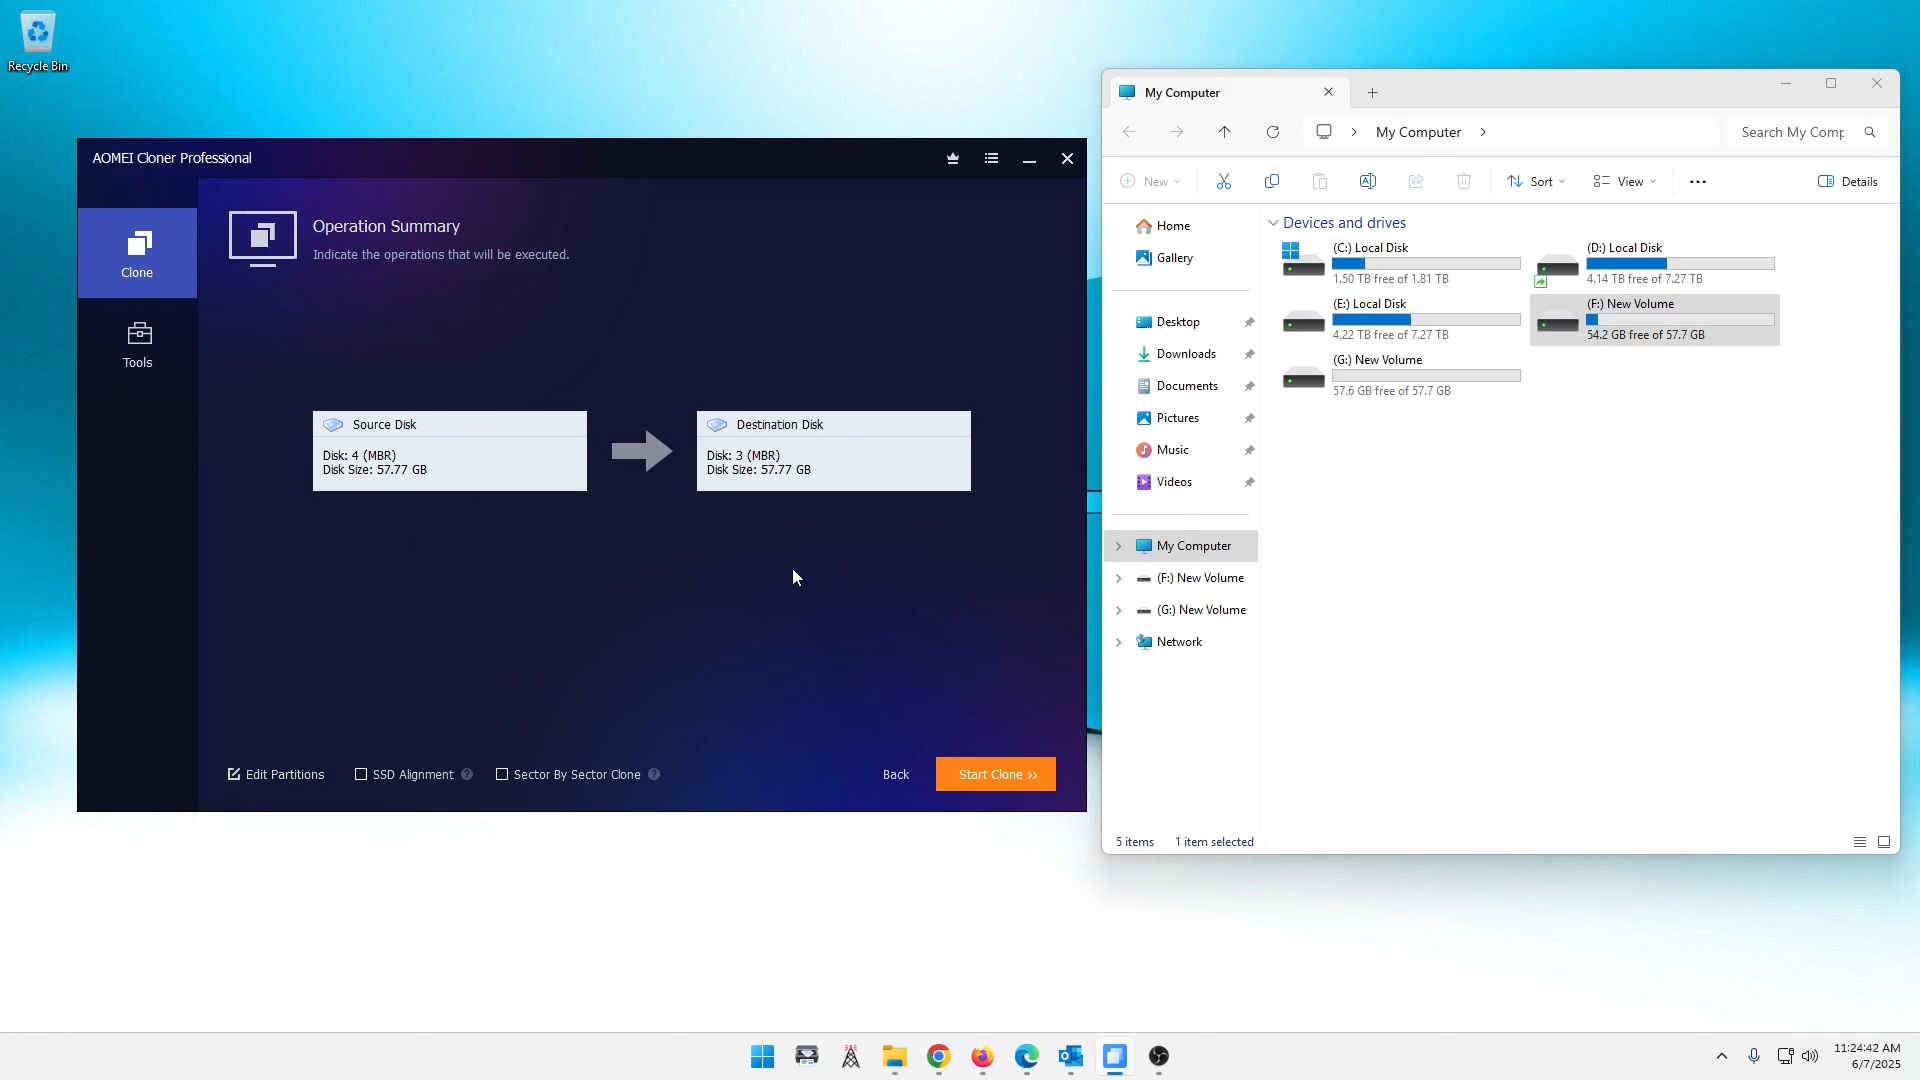 Recycle Bin
AOMEI Cloner Professional
Clone
Tools
Operation Summary
Indicate the operations that will be executed.
Source Disk
Disk: 4 (MBR)
Disk Size: 57.77 GB
Destination Disk
Disk: 3 (MBR)
Disk Size: 57.77 GB
Edit Partitions
SSD Alignment ?
Sector By Sector Clone ?
Back
Start Clone >>
My Computer
My Computer
Search My Comp
New
Sort
View
Details
Home
Gallery
Desktop
Downloads
Documents
Pictures
Music
Videos
My Computer
(F:) New Volume
(G:) New Volume
Network
Devices and drives
(C:) Local Disk
1.50 TB free of 1.81 TB
(D:) Local Disk
4.14 TB free of 7.27 TB
(E:) Local Disk
4.22 TB free of 7.27 TB
(F:) New Volume
54.2 GB free of 57.7 GB
(G:) New Volume
57.6 GB free of 57.7 GB
5 items
1 item selected
11:24:42 AM
6/7/2025